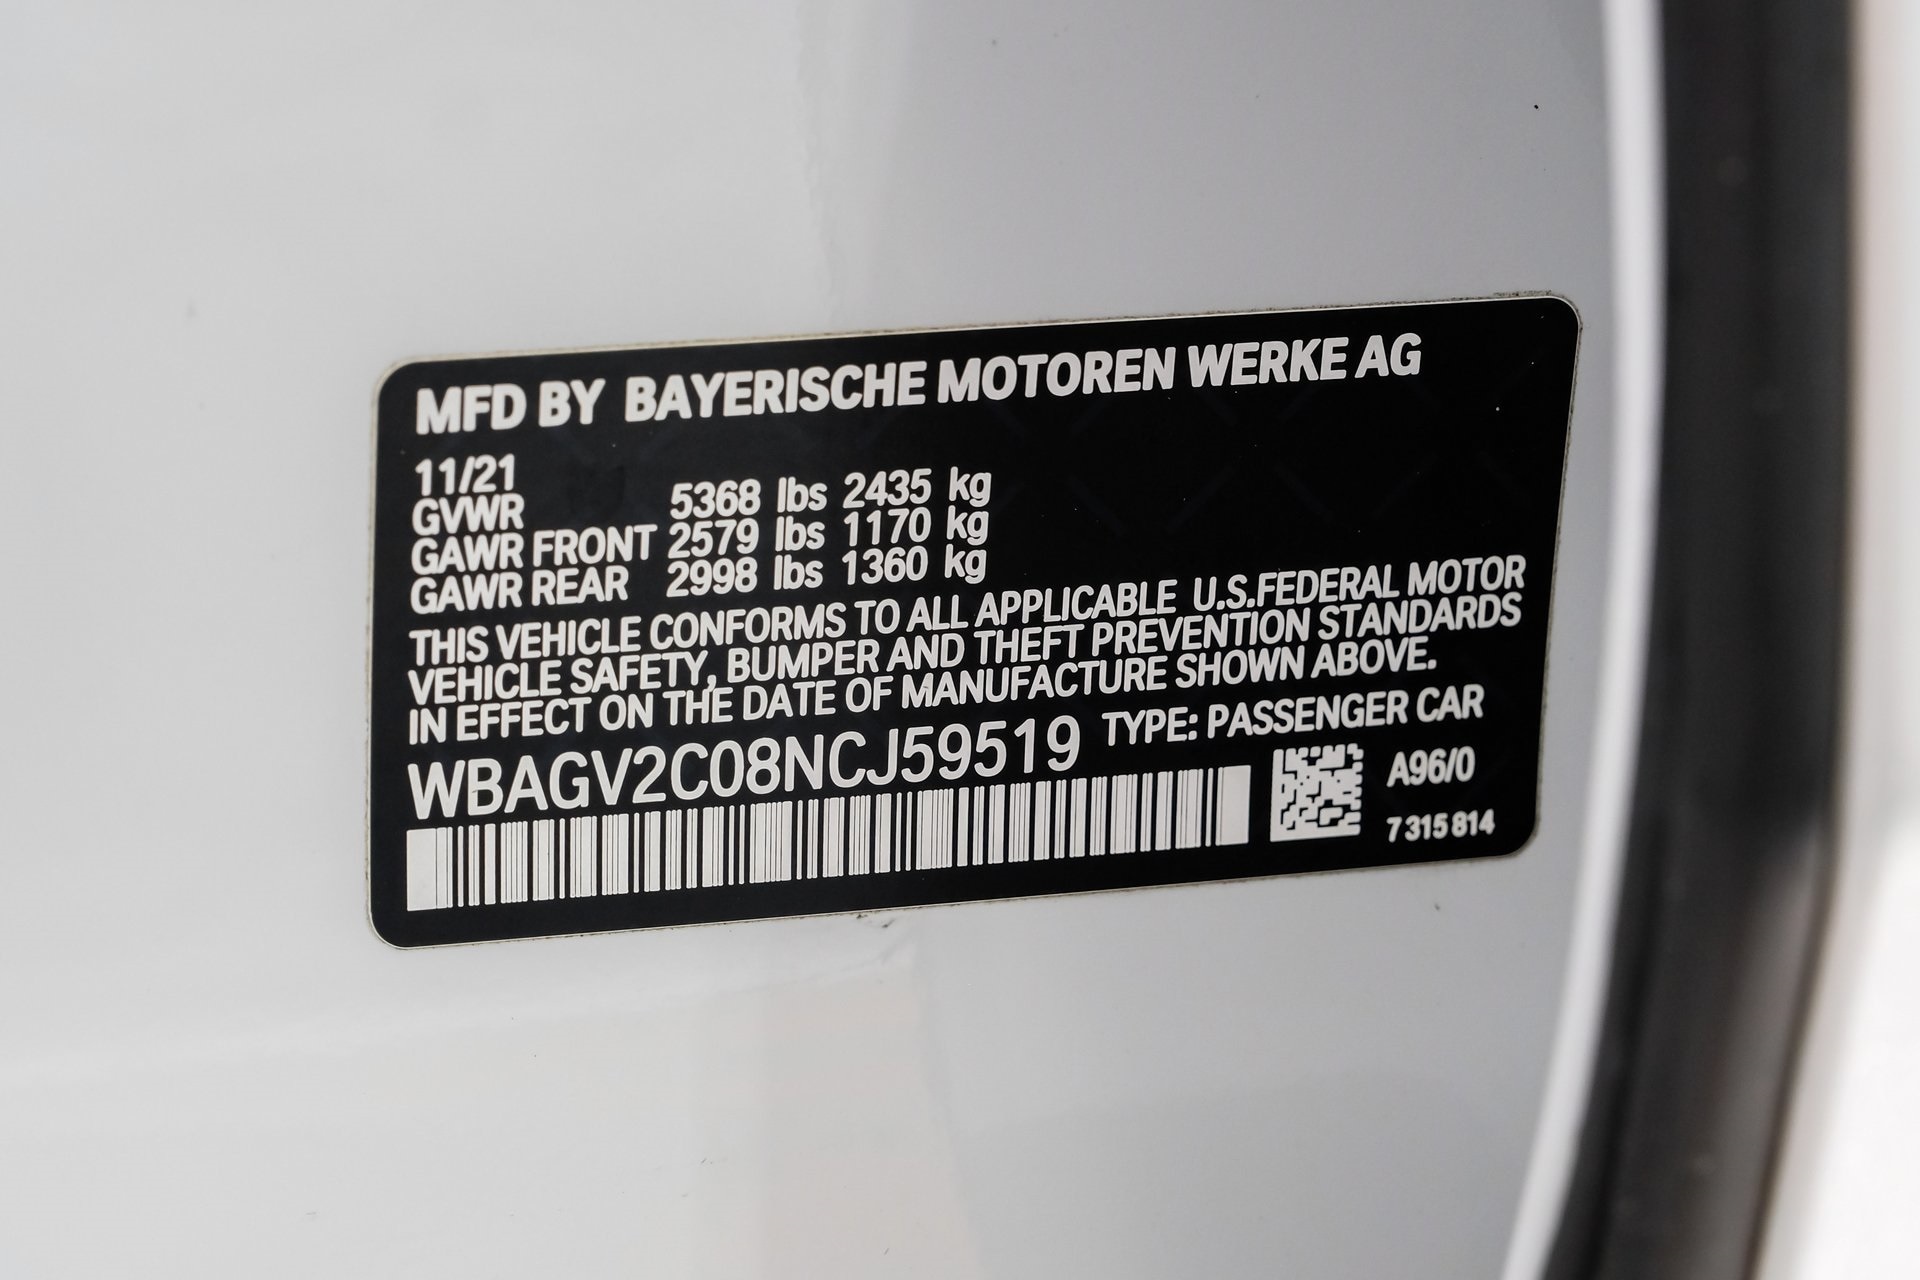 MFD BY BAYERISCHE MOTOREN WERKE AG
11/21
GVWR 5368 lbs 2435 kg
GAWR FRONT 2579 lbs 1170 kg
GAWR REAR 2998 lbs 1360 kg
THIS VEHICLE CONFORMS TO ALL APPLICABLE U.S.FEDERAL MOTOR
VEHICLE SAFETY, BUMPER AND THEFT PREVENTION STANDARDS
IN EFFECT ON THE DATE OF MANUFACTURE SHOWN ABOVE.
WBAGV2C08NCJ59519 TYPE: PASSENGER CAR
A96/0
7 315 814